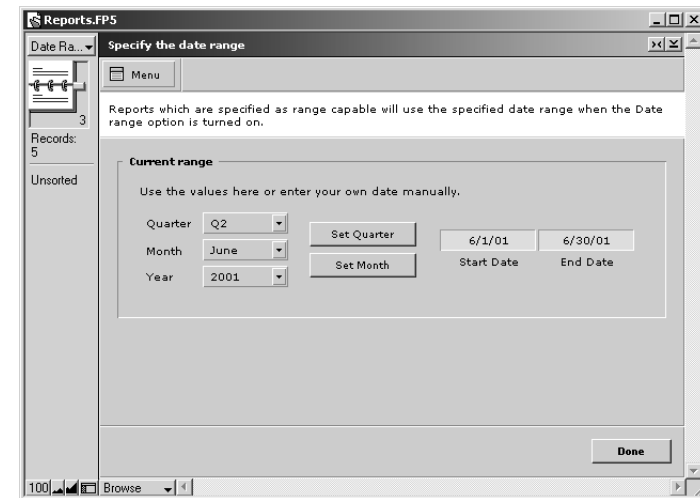 Reports.FP5
Date Ra...
Specify the date range
Menu
Reports which are specified as range capable will use the specified date range when the Date
range option is turned on.
3
Records:
5
Unsorted
Current range
Use the values here or enter your own date manually.
Quarter Q2
Month June
Year 2001
Set Quarter
Set Month
6/1/01 6/30/01
Start Date End Date
Done
100 Browse